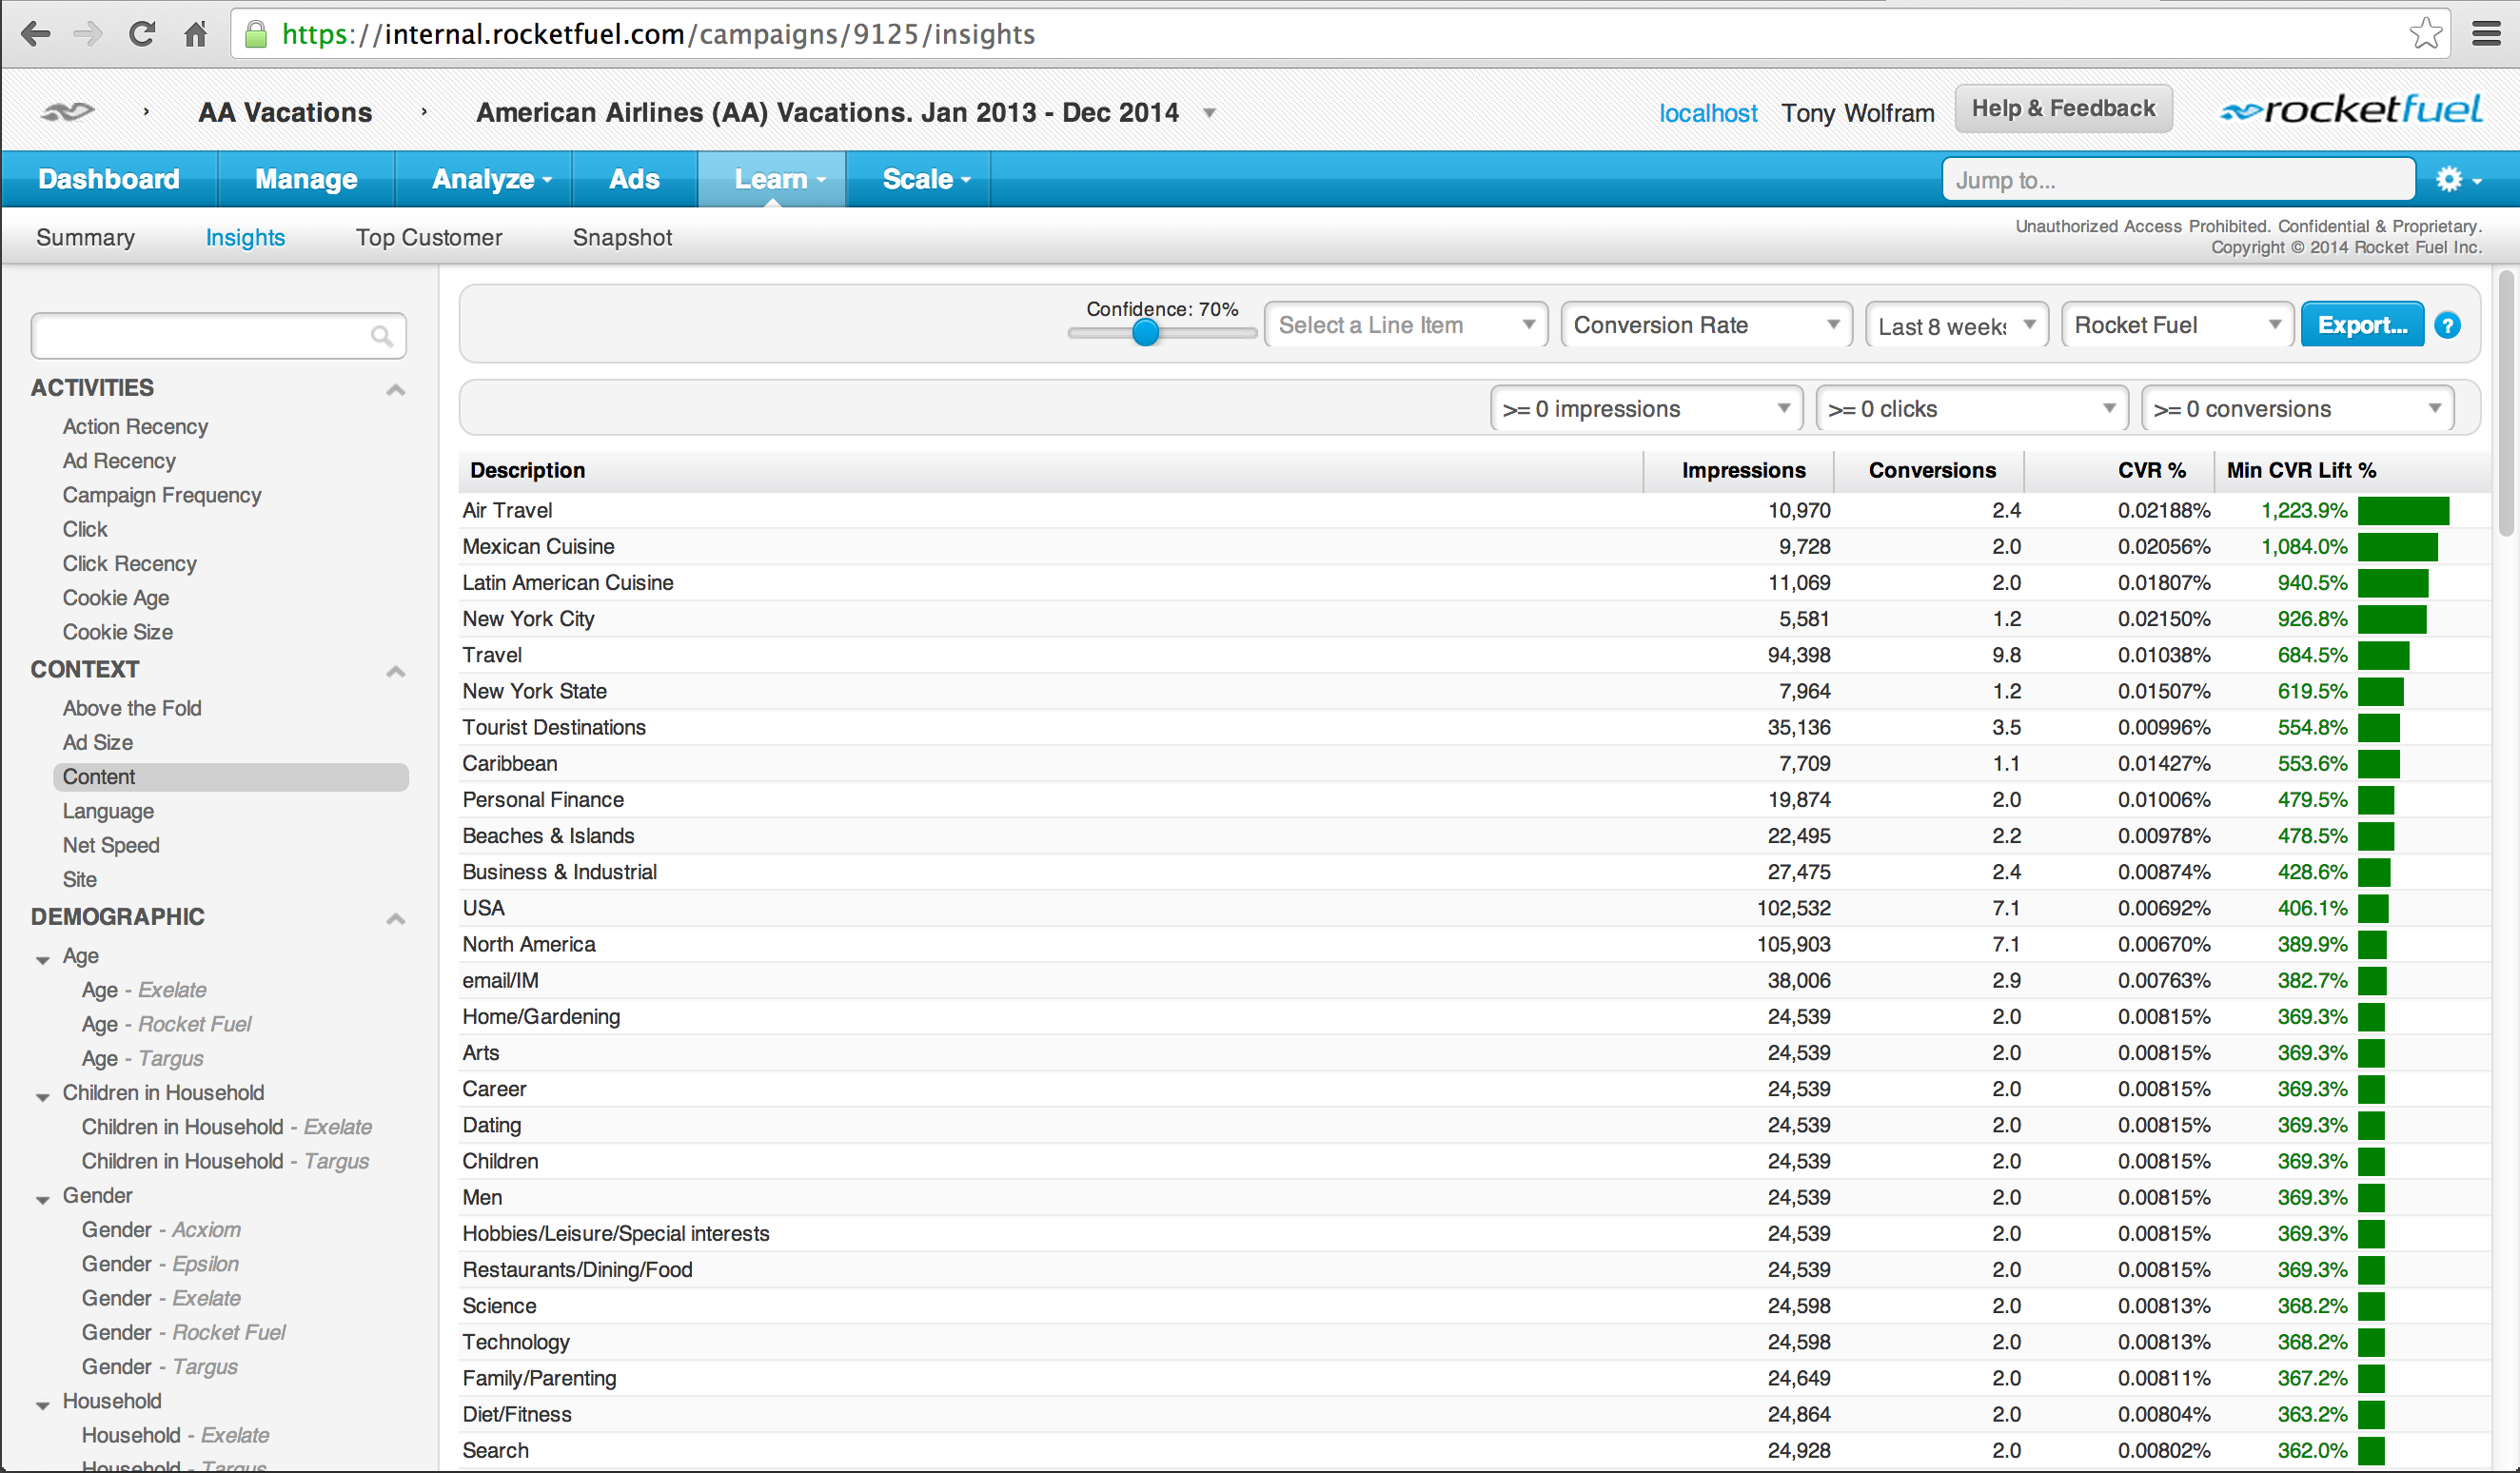 https://internal.rocketfuel.com/campaigns/9125/insights
AA Vacations
American Airlines (AA) Vacations. Jan 2013 - Dec 2014
localhost Tony Wolfram Help & Feedback rocketfuel
Dashboard Manage Analyze Ads Learn Scale Jump to...
Summary Insights Top Customer Snapshot
Unauthorized Access Prohibited. Confidential & Proprietary.
Copyright © 2014 Rocket Fuel Inc.
ACTIVITIES
Action Recency
Ad Recency
Campaign Frequency
Click
Click Recency
Cookie Age
Cookie Size
CONTEXT
Above the Fold
Ad Size
Content
Language
Net Speed
Site
DEMOGRAPHIC
Age
Age - Exelate
Age - Rocket Fuel
Age - Targus
Children in Household
Children in Household - Exelate
Children in Household - Targus
Gender
Gender - Acxiom
Gender - Epsilon
Gender - Exelate
Gender - Rocket Fuel
Gender - Targus
Household
Household - Exelate
Household - Targus
Confidence: 70%
Select a Line Item Conversion Rate Last 8 weeks Rocket Fuel Export... ?
>= 0 impressions >= 0 clicks >= 0 conversions
Description Impressions Conversions CVR % Min CVR Lift %
Air Travel 10,970 2.4 0.02188% 1,223.9%
Mexican Cuisine 9,728 2.0 0.02056% 1,084.0%
Latin American Cuisine 11,069 2.0 0.01807% 940.5%
New York City 5,581 1.2 0.02150% 926.8%
Travel 94,398 9.8 0.01038% 684.5%
New York State 7,964 1.2 0.01507% 619.5%
Tourist Destinations 35,136 3.5 0.00996% 554.8%
Caribbean 7,709 1.1 0.01427% 553.6%
Personal Finance 19,874 2.0 0.01006% 479.5%
Beaches & Islands 22,495 2.2 0.00978% 478.5%
Business & Industrial 27,475 2.4 0.00874% 428.6%
USA 102,532 7.1 0.00692% 406.1%
North America 105,903 7.1 0.00670% 389.9%
email/IM 38,006 2.9 0.00763% 382.7%
Home/Gardening 24,539 2.0 0.00815% 369.3%
Arts 24,539 2.0 0.00815% 369.3%
Career 24,539 2.0 0.00815% 369.3%
Dating 24,539 2.0 0.00815% 369.3%
Children 24,539 2.0 0.00815% 369.3%
Men 24,539 2.0 0.00815% 369.3%
Hobbies/Leisure/Special interests 24,539 2.0 0.00815% 369.3%
Restaurants/Dining/Food 24,539 2.0 0.00815% 369.3%
Science 24,598 2.0 0.00813% 368.2%
Technology 24,598 2.0 0.00813% 368.2%
Family/Parenting 24,649 2.0 0.00811% 367.2%
Diet/Fitness 24,864 2.0 0.00804% 363.2%
Search 24,928 2.0 0.00802% 362.0%